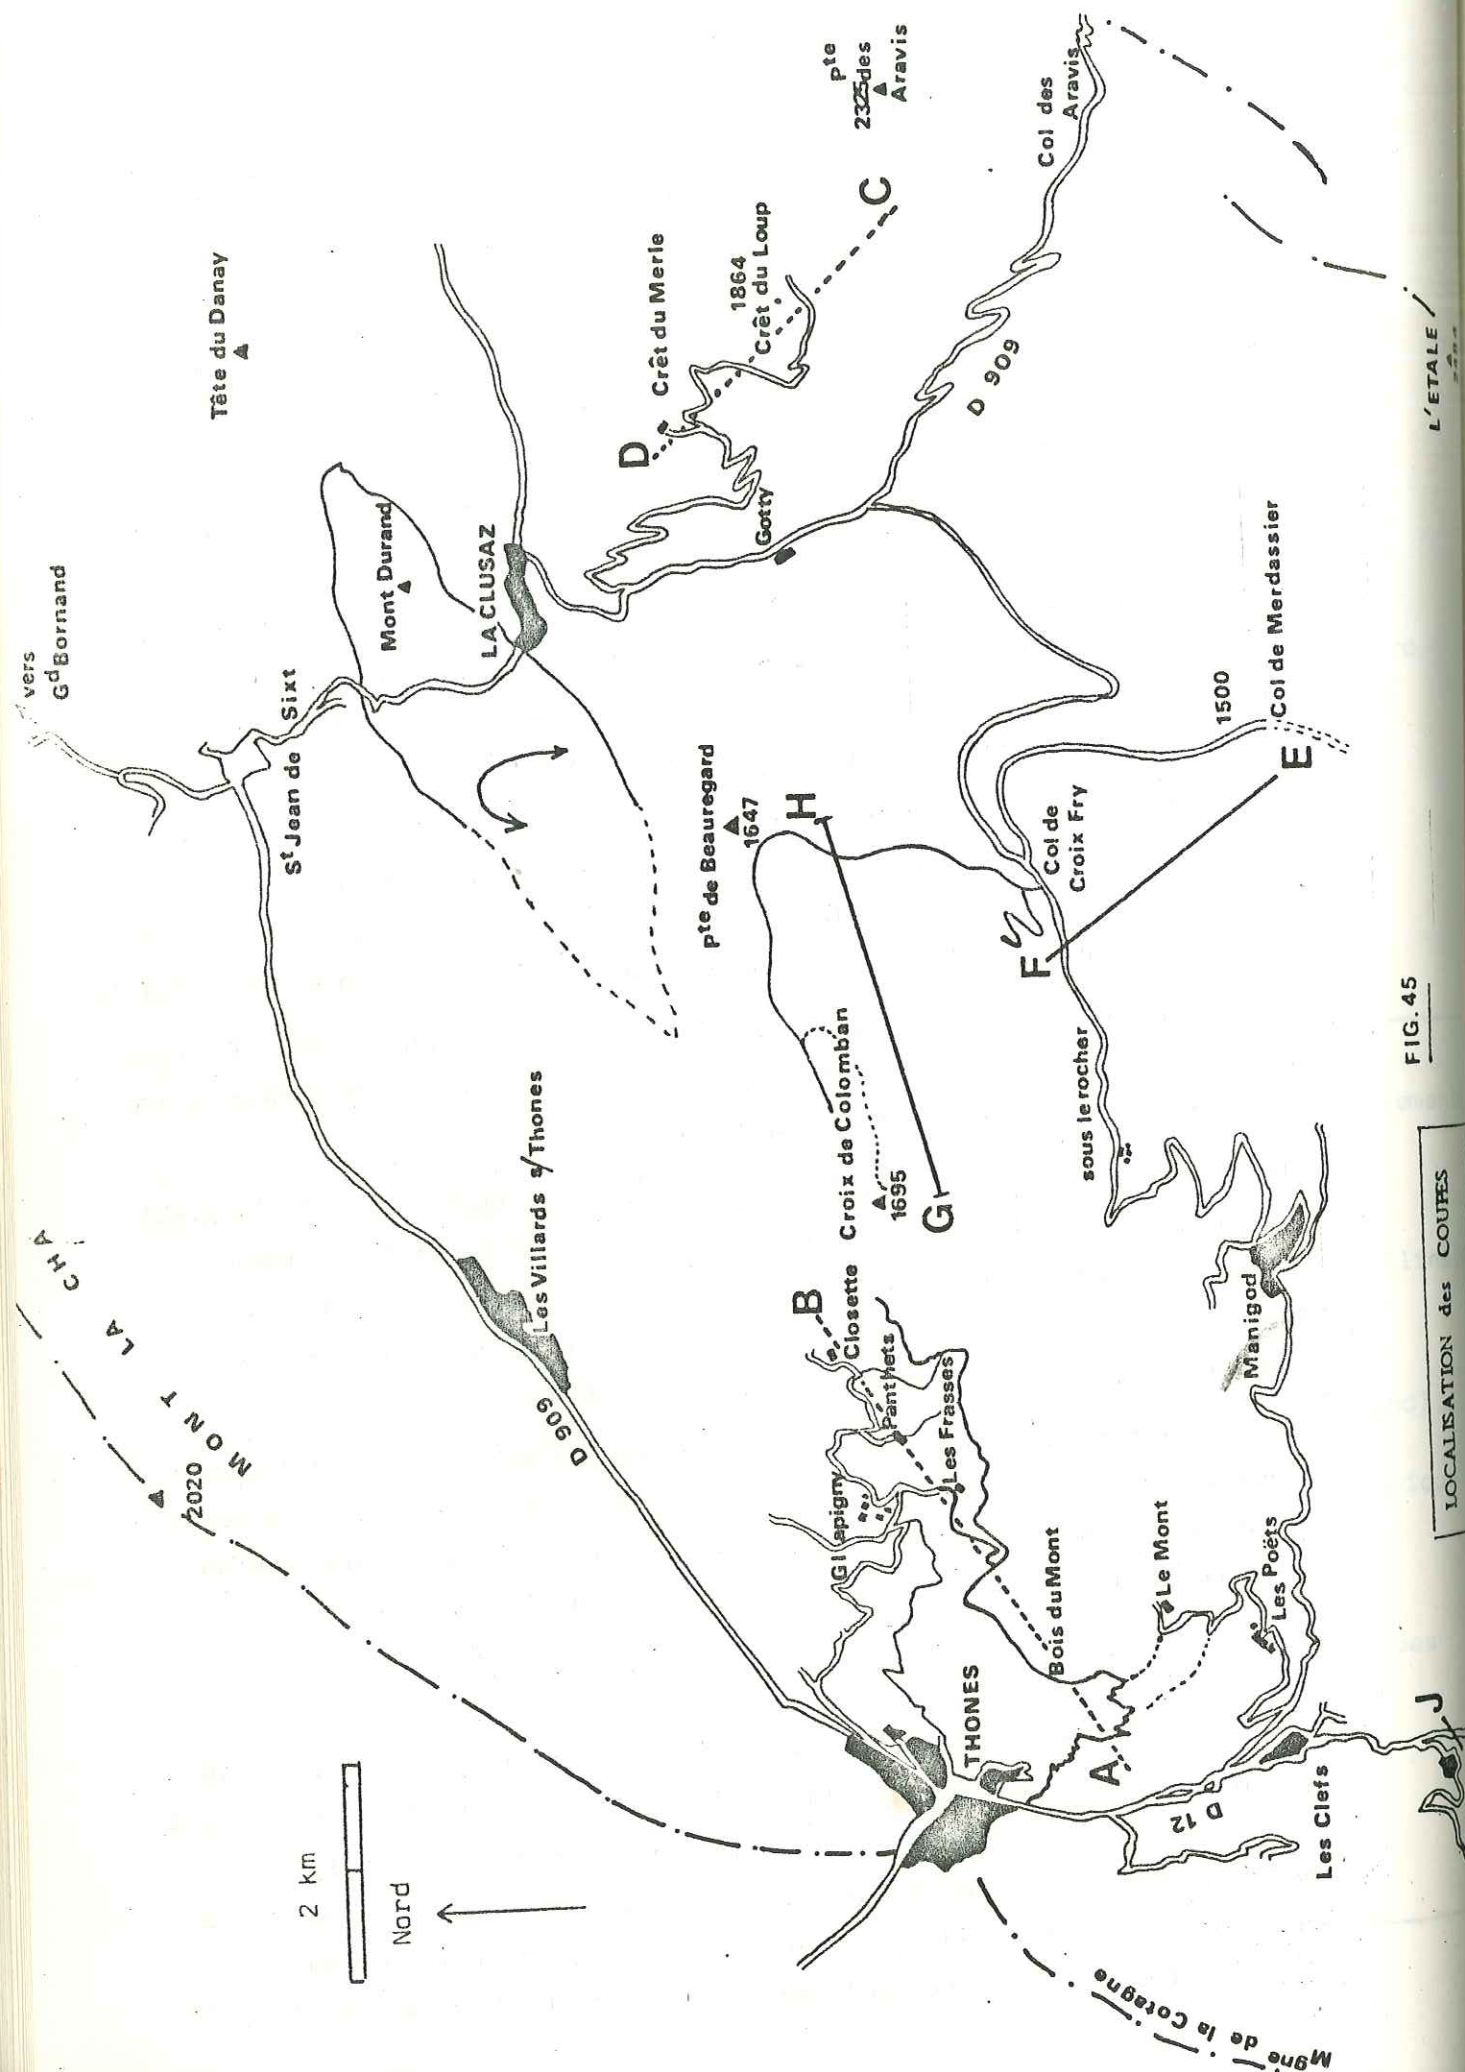 vers
Gᵈ Bornand
Tête du Danay
Sᵗ Jean de Sixt
Mont Durand
LA CLUSAZ
D
Crêt du Merle
1864
Crêt du Loup
C
Pte
2325 des
Aravis
Col des
Aravis
Gotty
D 909
L'ETALE
MONT LA CHA
2020
Les Villards s/Thones
D 909
Pte de Beauregard
1647
H
Croix de Colomban
1695
G
Col de
Croix Fry
F
1500
Col de Merdassier
E
sous le rocher
B
Closette
Panthets
Les Frasses
Glapigny
Manigod
2 km
Nord
THONES
Bois du Mont
Le Mont
Les Poëts
A
D 12
Les Clefs
J
Mgne de la Cotagne
FIG. 45
LOCALISATION des COUPES